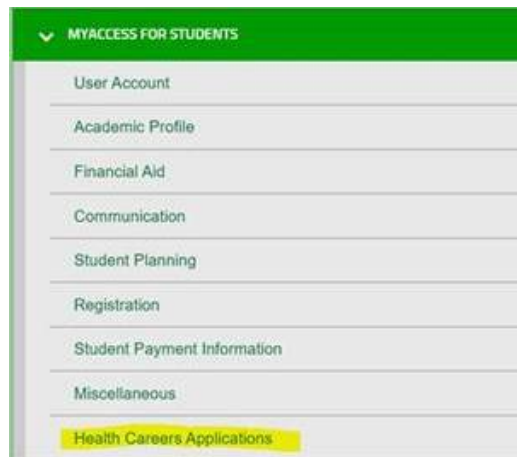 MYACCESS FOR STUDENTS
User Account
Academic Profile
Financial Aid
Communication
Student Planning
Registration
Student Payment Information
Miscellaneous
Health Careers Applications